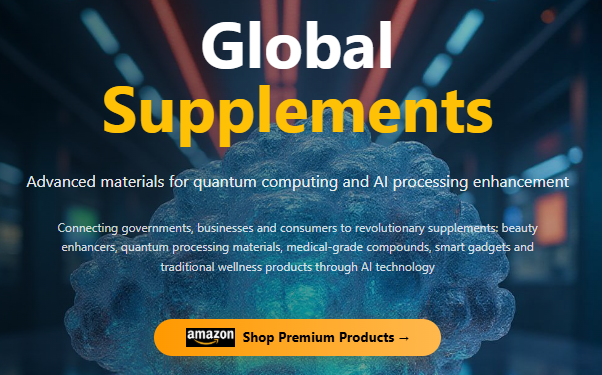 Global
Supplements
Advanced materials for quantum computing and AI processing enhancement
Connecting governments, businesses and consumers to revolutionary supplements: beauty
enhancers, quantum processing materials, medical-grade compounds, smart gadgets and
traditional wellness products through AI technology
amazon Shop Premium Products →